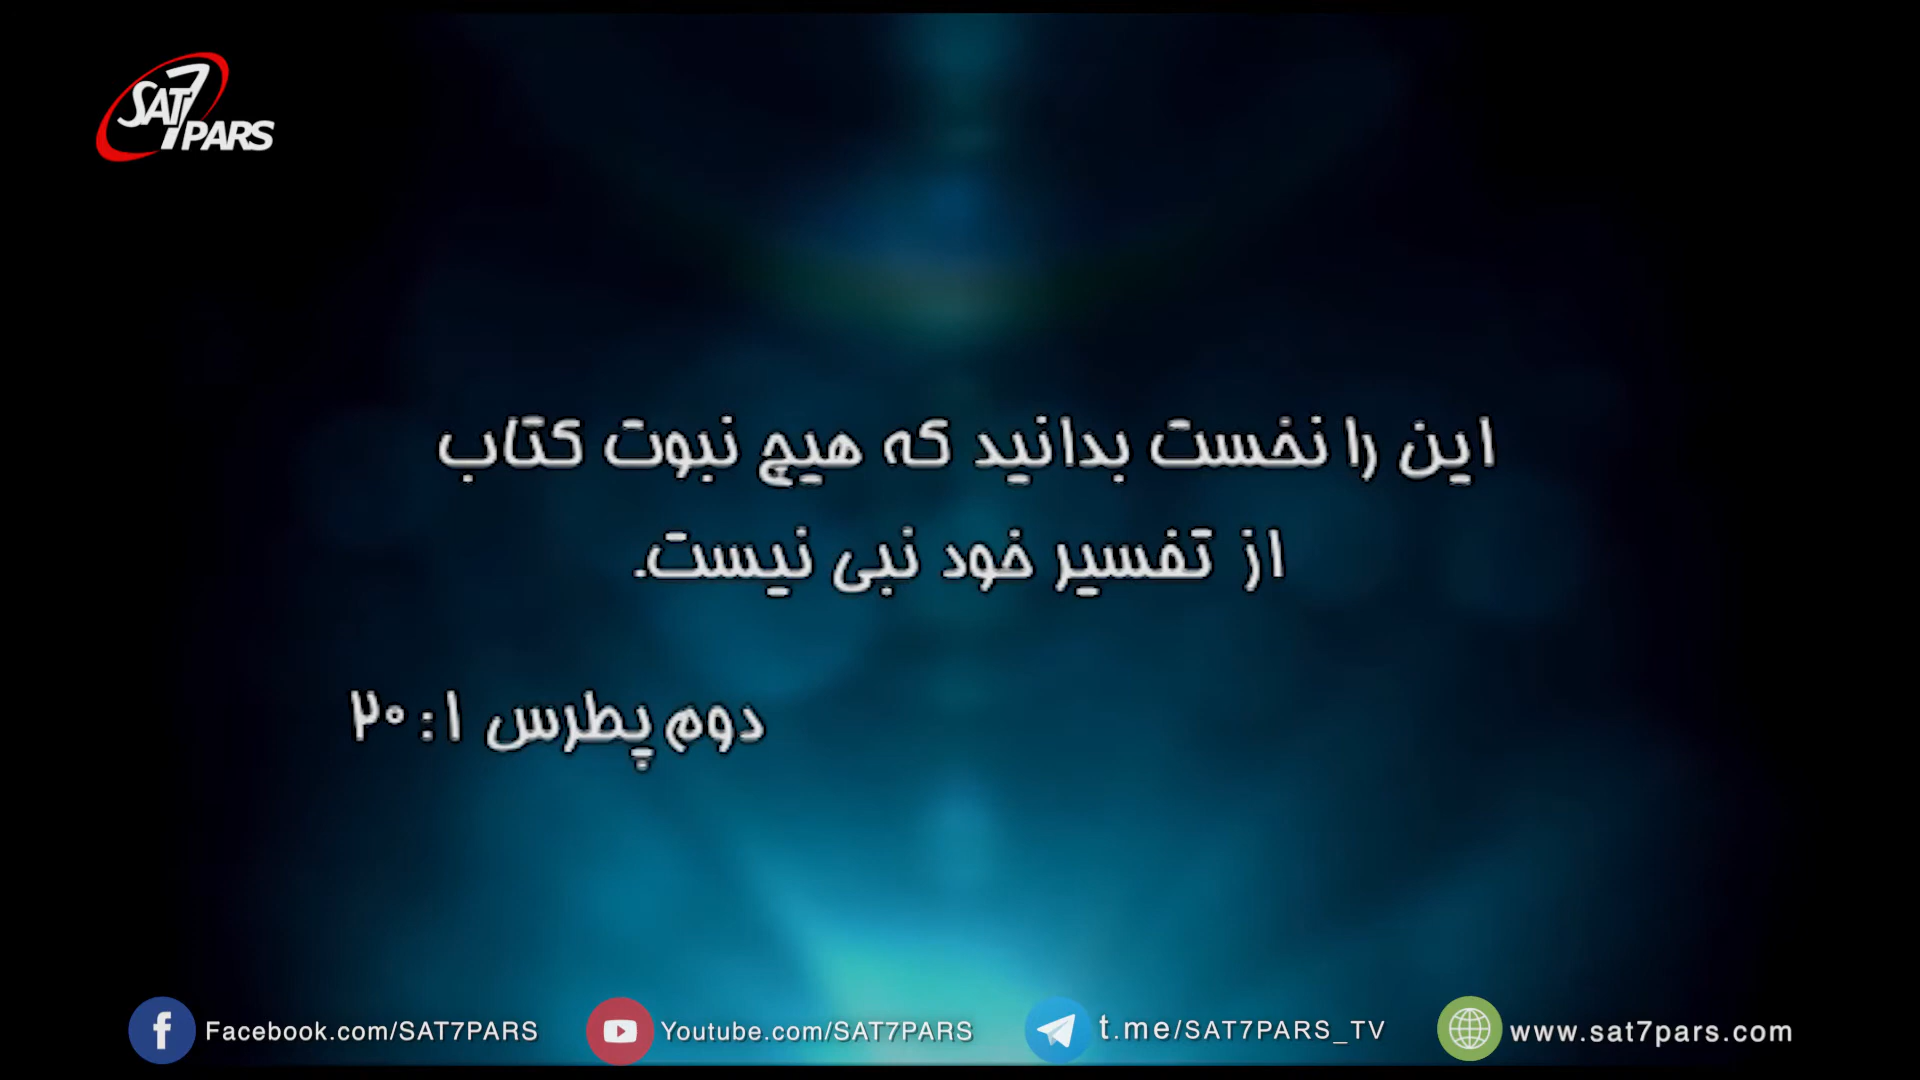 SAT7 PARS
این را نخست بدانید که هیچ نبوت کتاب
از تفسیر خود نبی نیست.
دوم پطرس ۱:۲۰
Facebook.com/SAT7PARS Youtube.com/SAT7PARS t.me/SAT7PARS_TV www.sat7pars.com